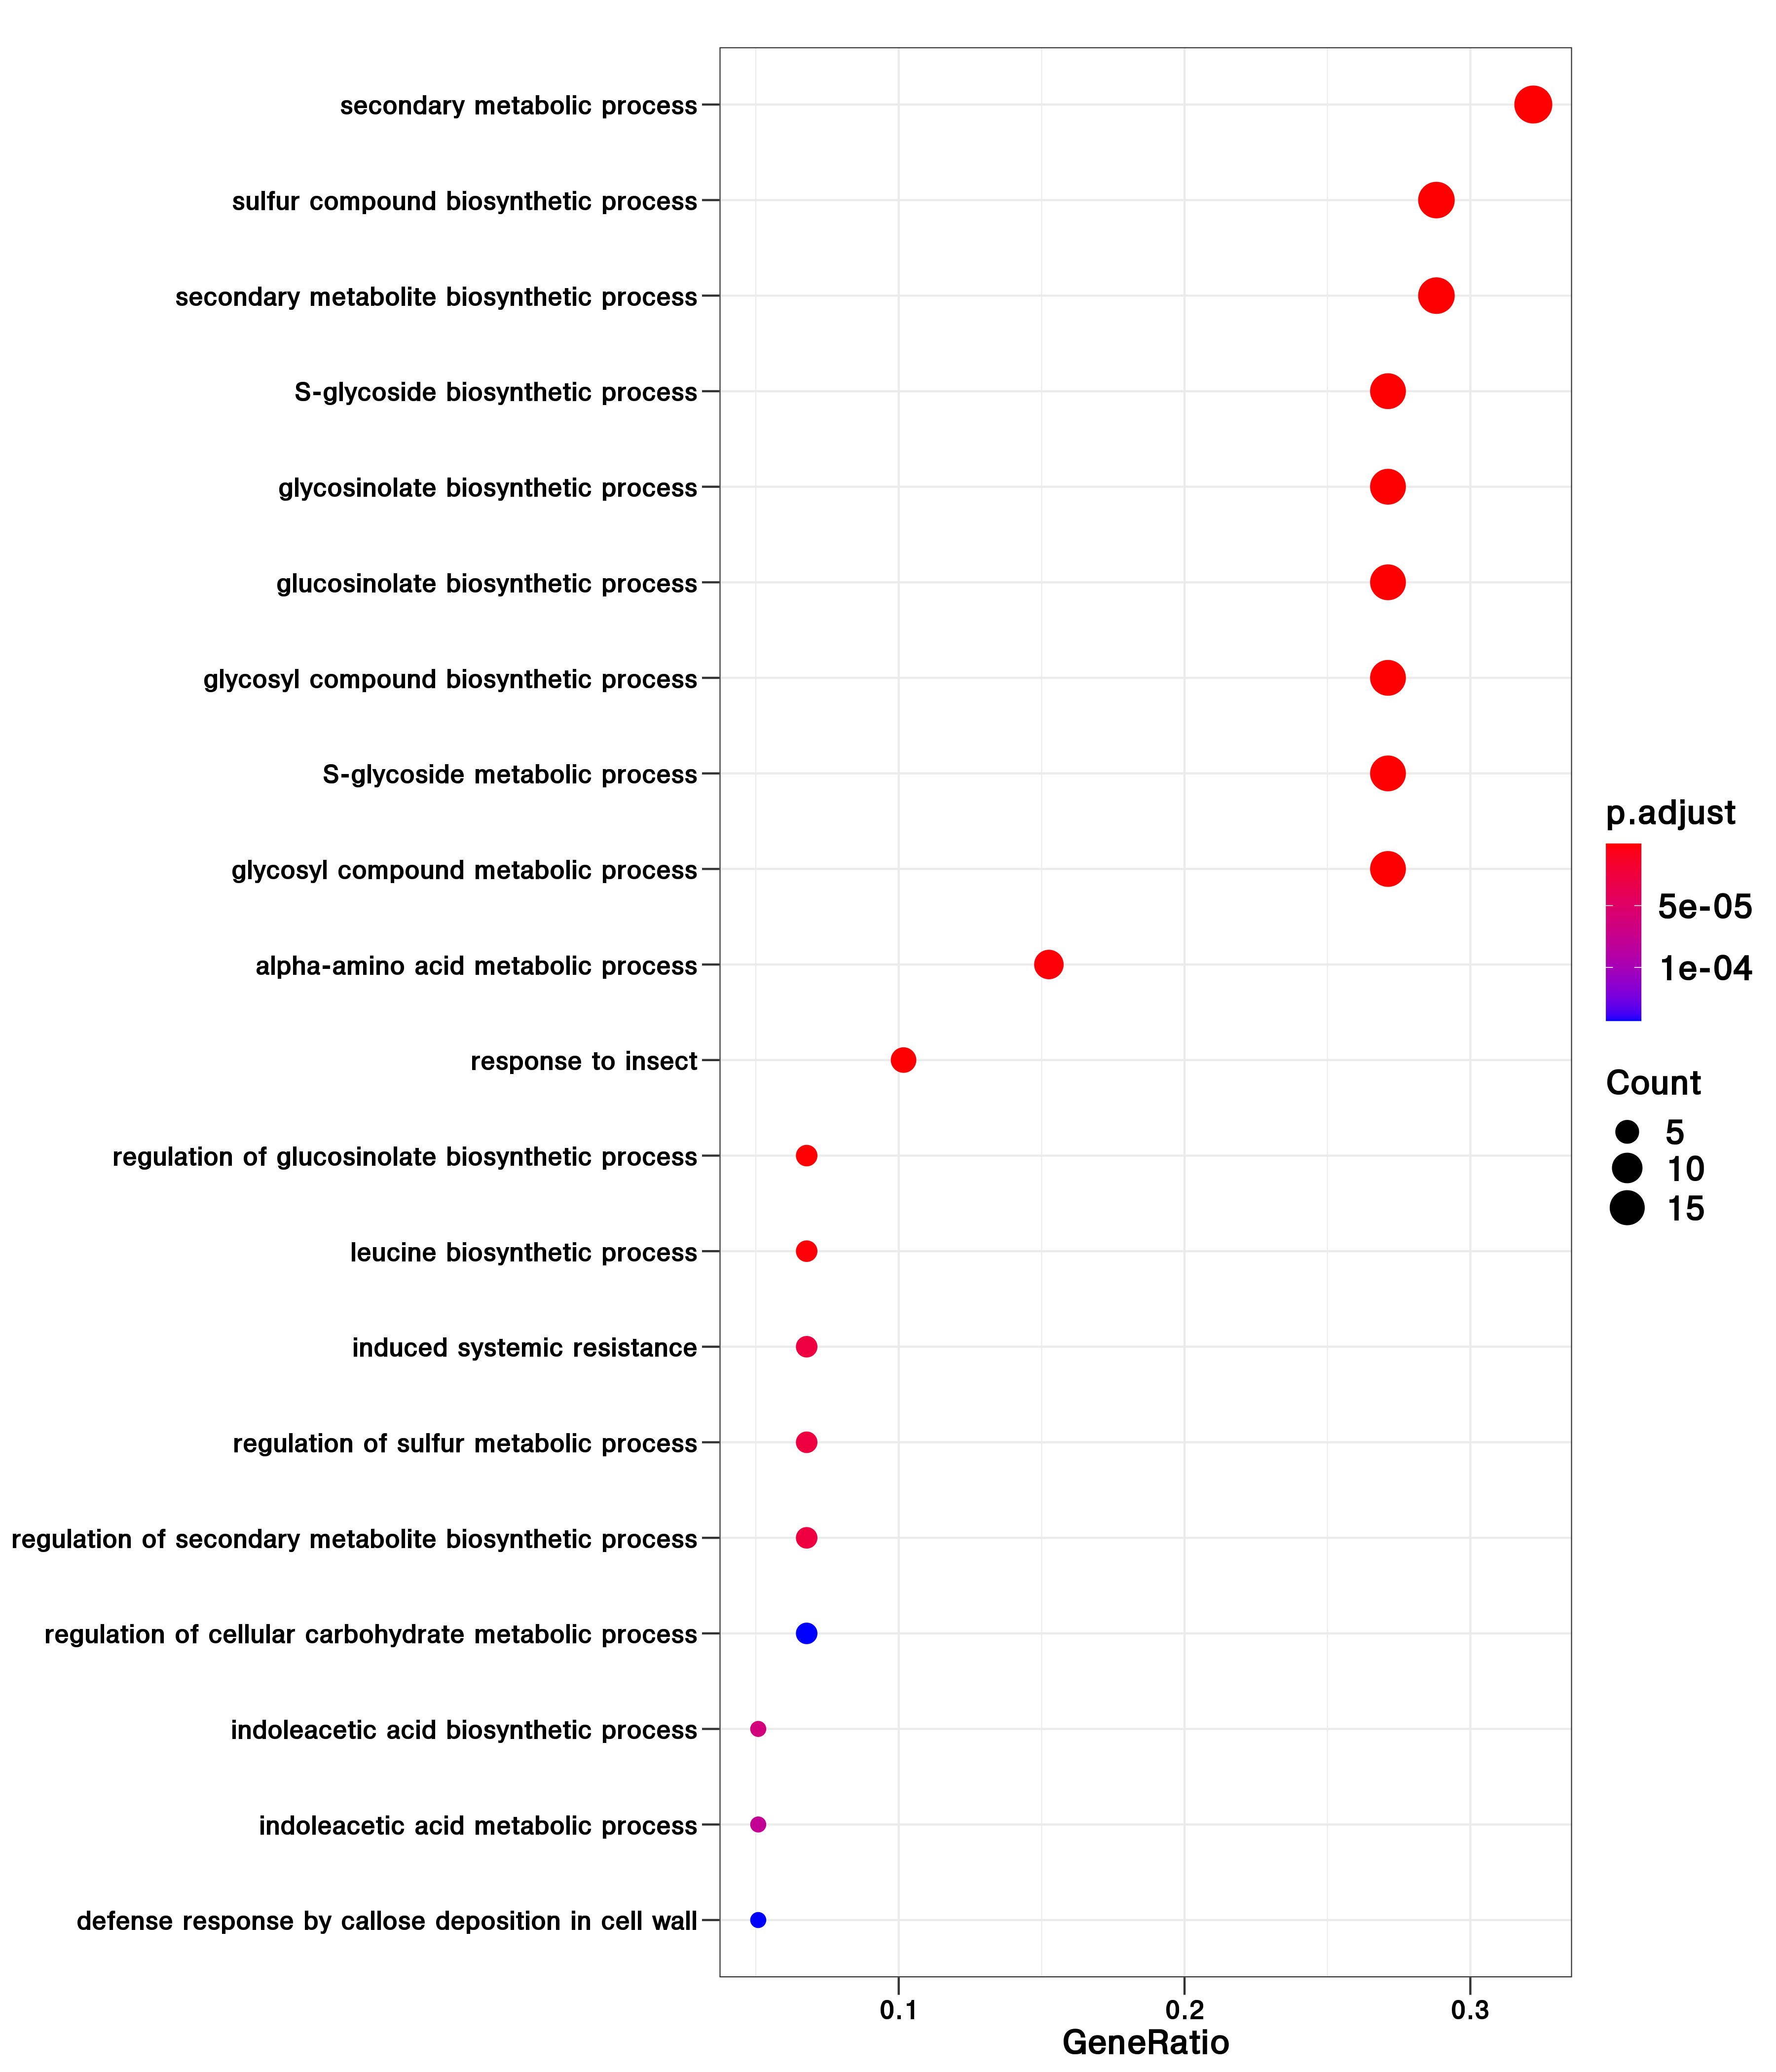 secondary metabolic process
sulfur compound biosynthetic process
secondary metabolite biosynthetic process
S-glycoside biosynthetic process
glycosinolate biosynthetic process
glucosinolate biosynthetic process
glycosyl compound biosynthetic process
S-glycoside metabolic process
glycosyl compound metabolic process
alpha-amino acid metabolic process
response to insect
regulation of glucosinolate biosynthetic process
leucine biosynthetic process
induced systemic resistance
regulation of sulfur metabolic process
regulation of secondary metabolite biosynthetic process
regulation of cellular carbohydrate metabolic process
indoleacetic acid biosynthetic process
indoleacetic acid metabolic process
defense response by callose deposition in cell wall
0.1 0.2 0.3
GeneRatio
p.adjust
5e-05
1e-04
Count
5
10
15